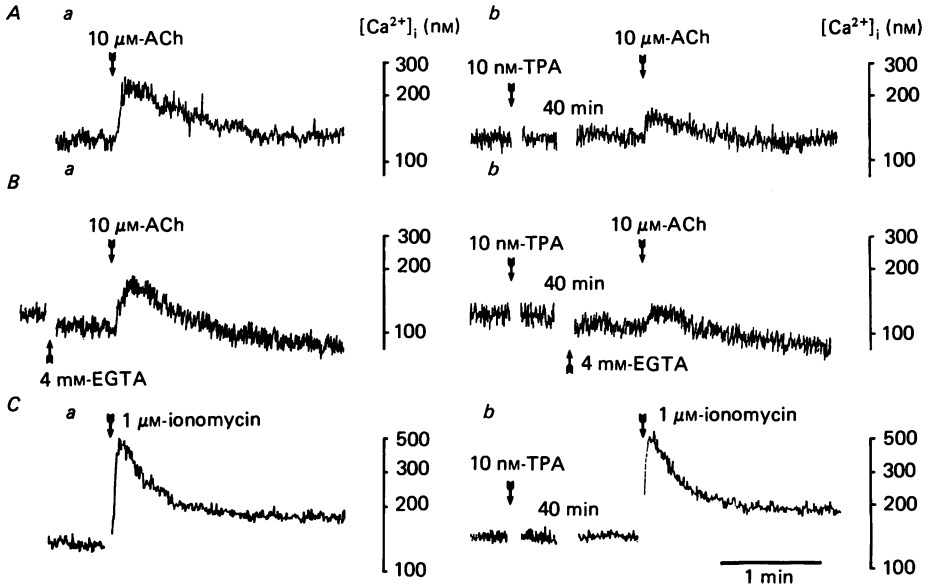 A a b
[Ca2+]i (nM) [Ca2+]i (nM)
10 μM-ACh 10 μM-ACh
300 300
10 nM-TPA
200 200
40 min
100 100
B a b
10 μM-ACh 10 μM-ACh
300 300
10 nM-TPA
200 200
40 min
100 100
4 mM-EGTA 4 mM-EGTA
C a b
1 μM-ionomycin 1 μM-ionomycin
500 500
10 nM-TPA
300 300
40 min
200 200
100 100
1 min